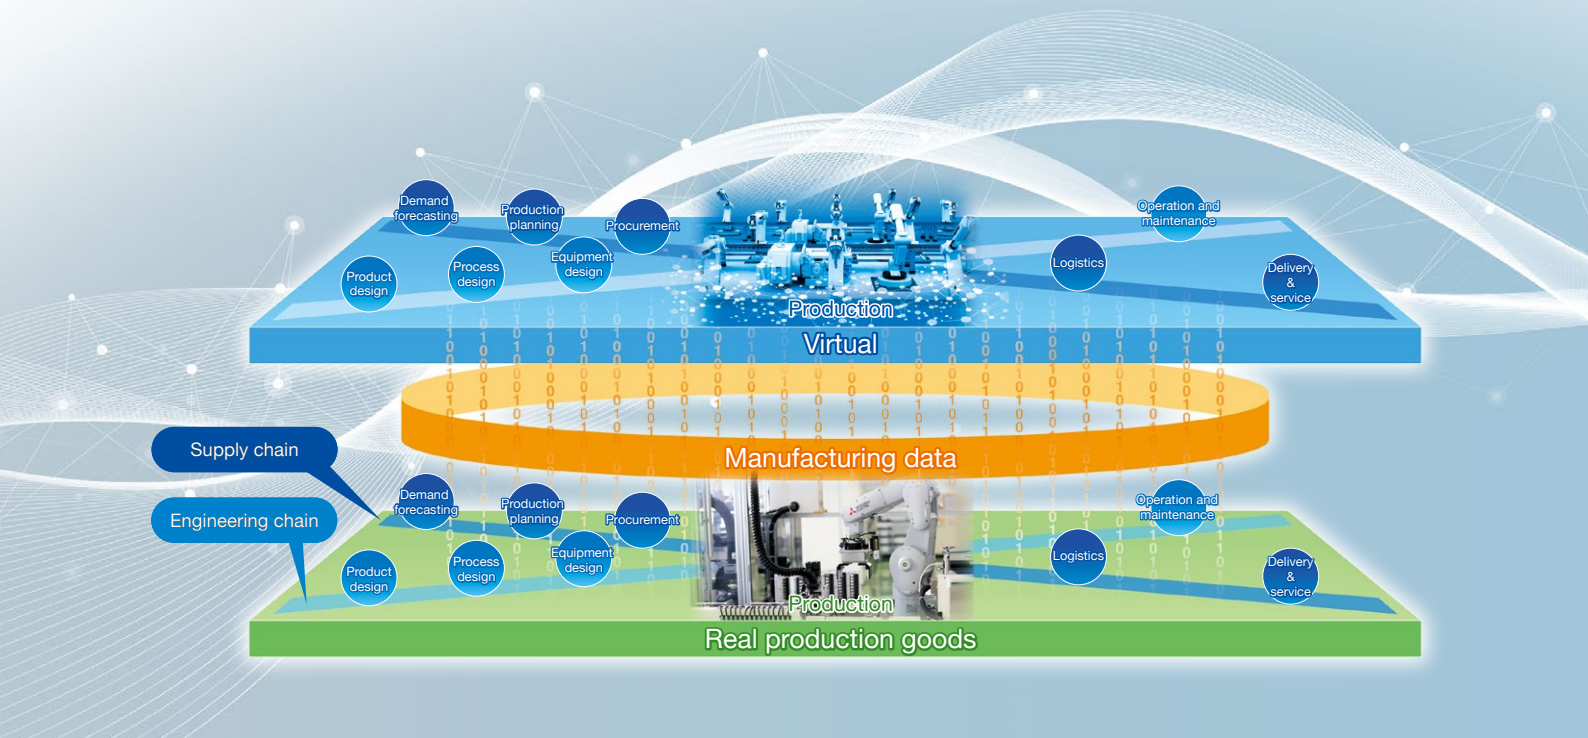 Demand
forecasting
Production
planning
Procurement
Operation and
maintenance
Product
design
Process
design
Equipment
design
Logistics
Delivery
&
service
Production
Virtual
Manufacturing data
Supply chain
Engineering chain
Demand
forecasting
Production
planning
Procurement
Operation and
maintenance
Product
design
Process
design
Equipment
design
Logistics
Delivery
&
service
Production
Real production goods